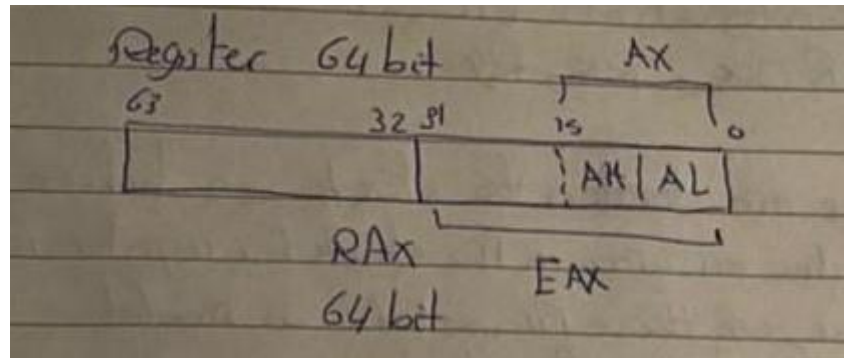 Register 64 bit
AX
63 32 31 15 0
AH AL
RAX
EAX
64 bit